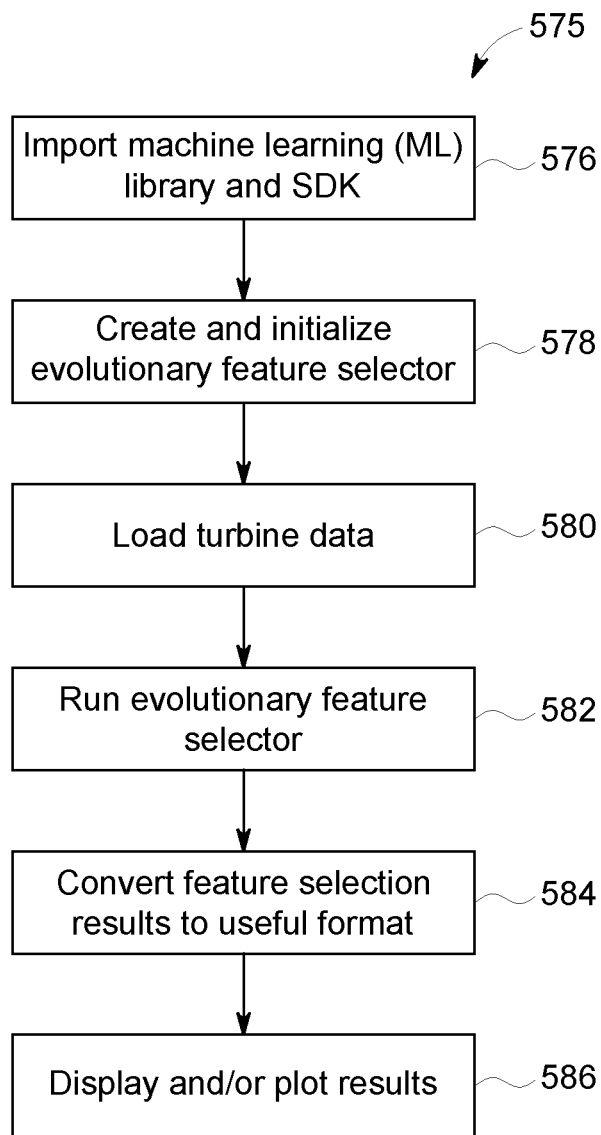 575
Import machine learning (ML)
library and SDK
576
Create and initialize
evolutionary feature selector
578
Load turbine data
580
Run evolutionary feature
selector
582
Convert feature selection
results to useful format
584
Display and/or plot results
586